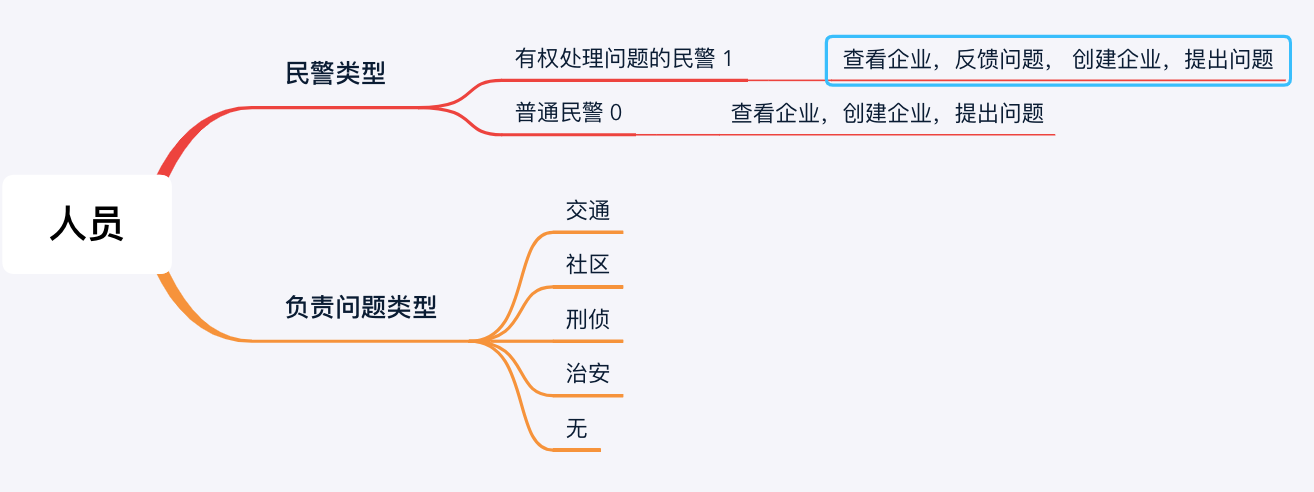 民警类型
有权处理问题的民警 1
查看企业，反馈问题， 创建企业，提出问题
普通民警 0
查看企业，创建企业，提出问题
人员
负责问题类型
交通
社区
刑侦
治安
无